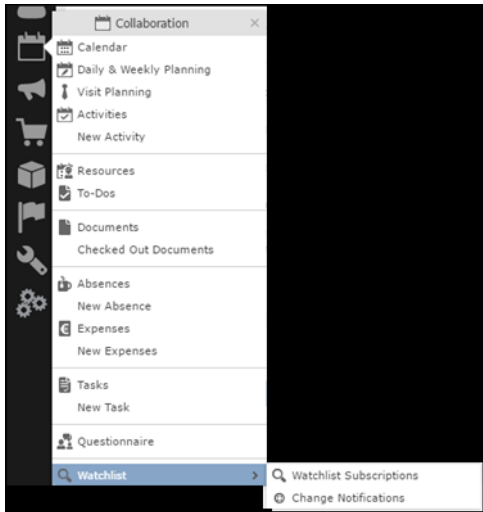 Collaboration
Calendar
Daily & Weekly Planning
Visit Planning
Activities
New Activity
Resources
To-Dos
Documents
Checked Out Documents
Absences
New Absence
Expenses
New Expenses
Tasks
New Task
Questionnaire
Watchlist
Watchlist Subscriptions
Change Notifications